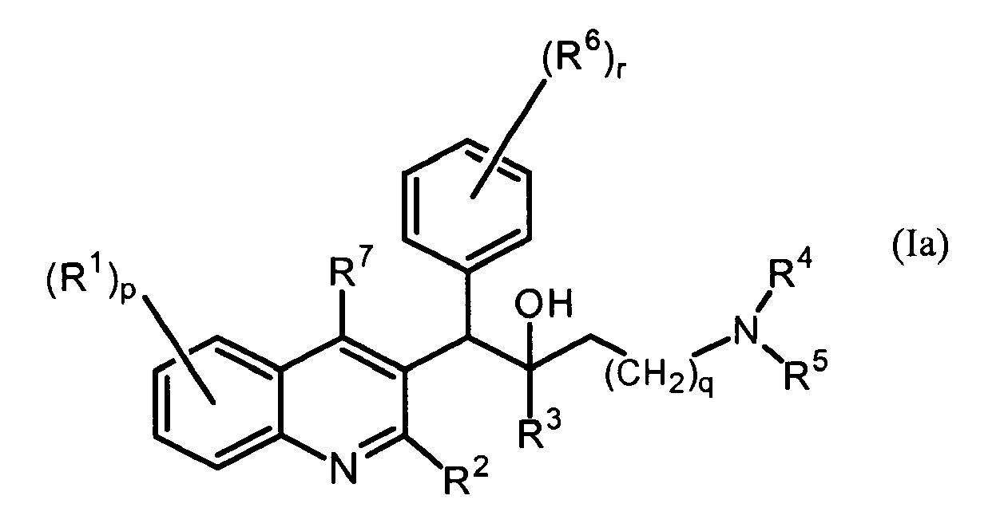 (R⁶)ᵣ
(Ia)
(R¹)ₚ
R⁷
OH
R⁴
N
R⁵
(CH₂)q
R³
N
R²